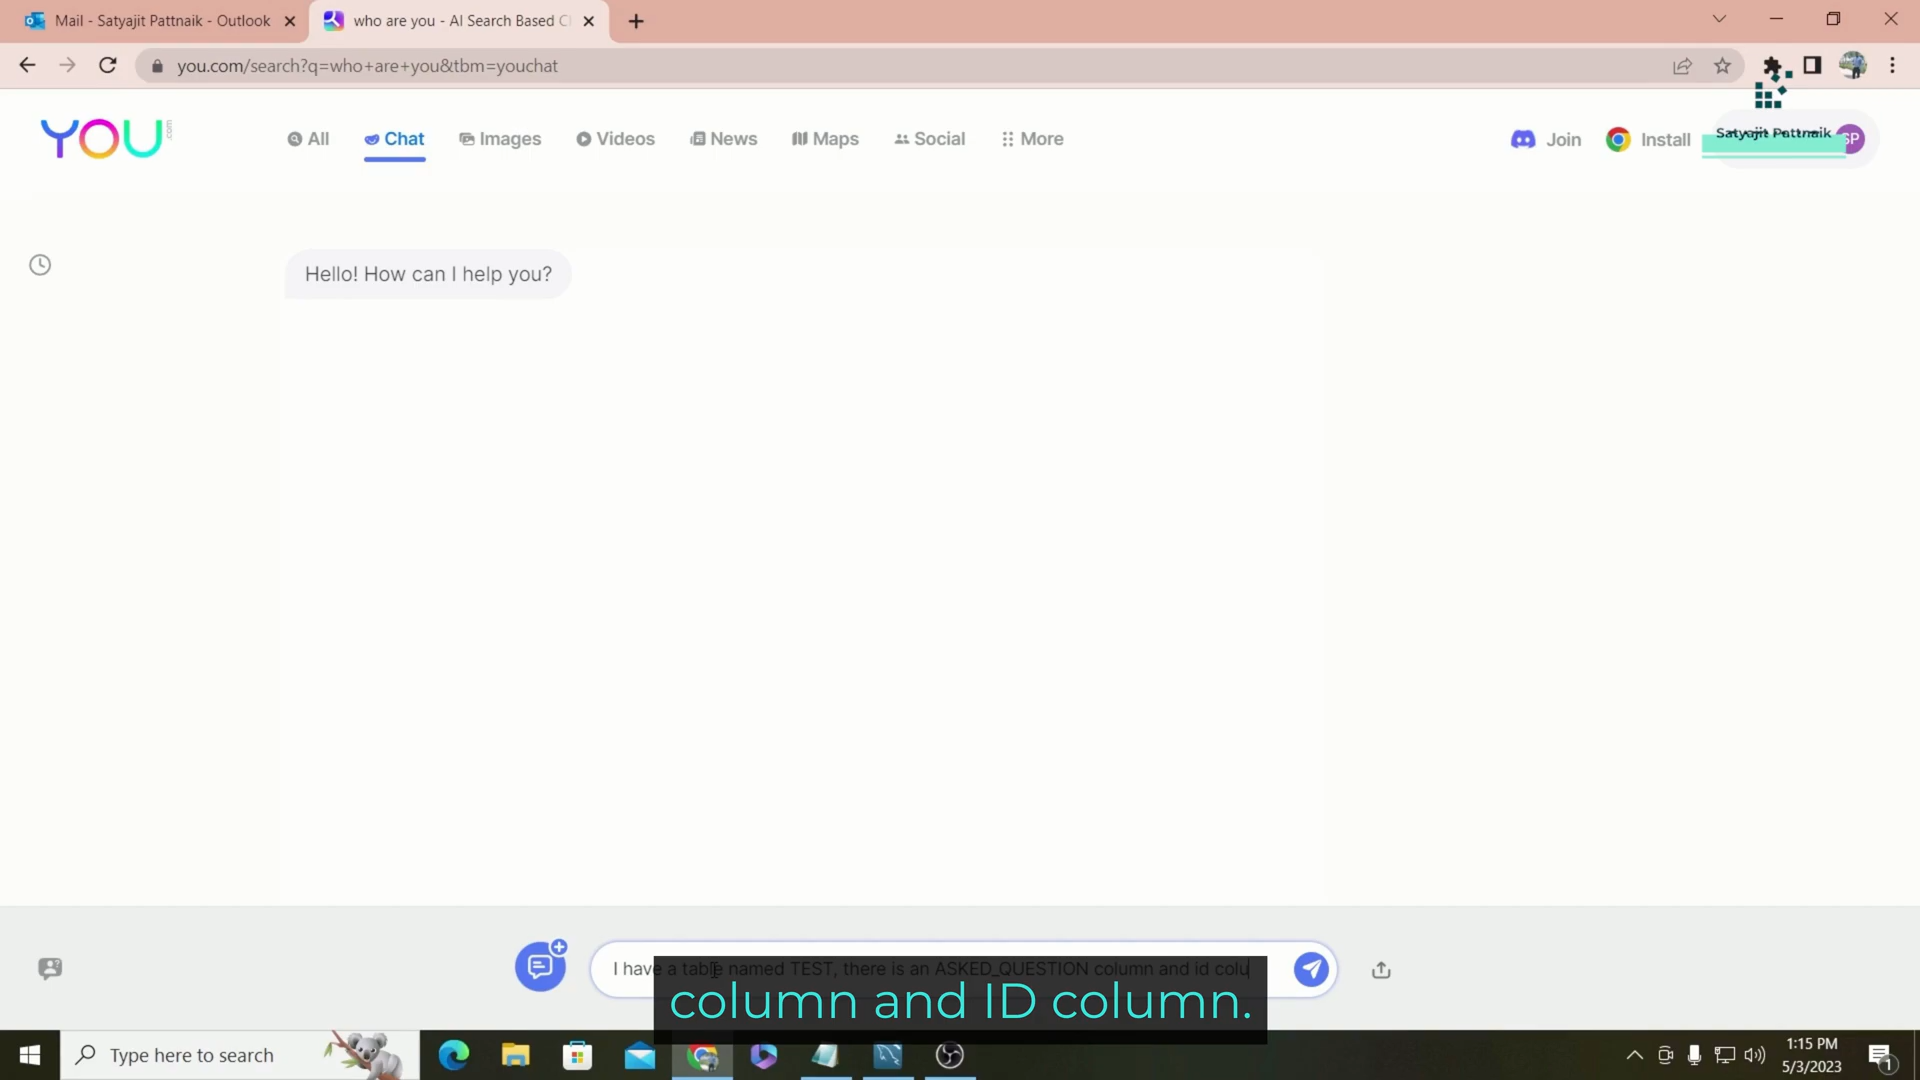 Mail - Satyajit Pattnaik - Outlook
who are you - AI Search Based C
you.com/search?q=who+are+you&tbm=youchat
YOU.com
All
Chat
Images
Videos
News
Maps
Social
More
Join
Install
Satyajit Pattnaik
SP
Hello! How can I help you?
I have a table named TEST, there is an ASKED_QUESTION column and id colu
column and ID column.
Type here to search
1:15 PM
5/3/2023
1